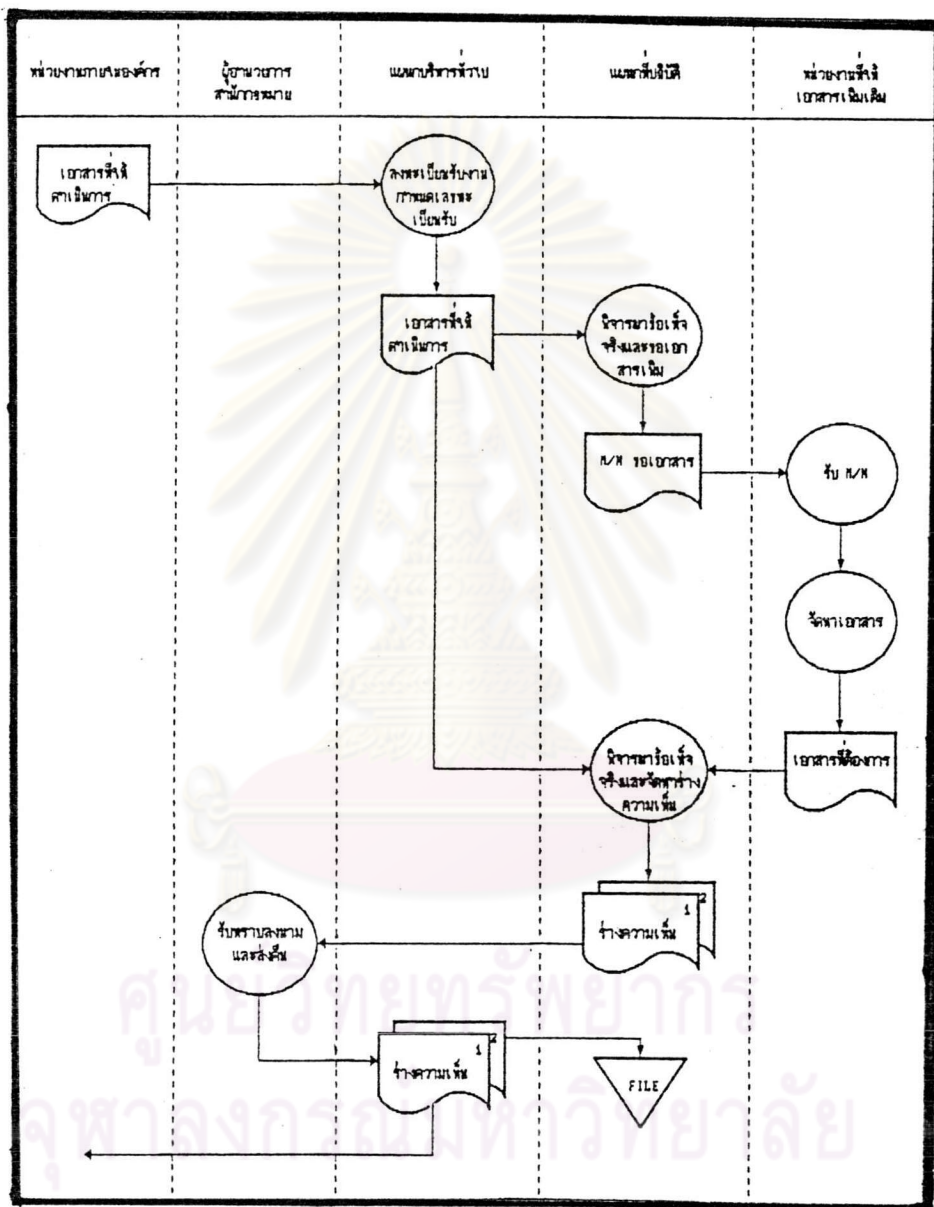 หน่วยงานภายในองค์กร
ผู้อำนวยการ
สำนักกฎหมาย
แผนกบริหารทั่วไป
แผนกที่ปฏิบัติ
หน่วยงานที่ให้
เอกสารเพิ่มเติม
เอกสารที่ให้
ดำเนินการ
ลงทะเบียนรับงาน
กำหนดเลขทะ
เบียนรับ
เอกสารที่ให้
ดำเนินการ
พิจารณาข้อเท็จ
จริงและขอเอก
สารเพิ่ม
M/M ขอเอกสาร
รับ M/M
จัดหาเอกสาร
เอกสารที่ต้องการ
พิจารณาข้อเท็จ
จริงและจัดทำร่าง
ความเห็น
1 2
ร่างความเห็น
รับทราบลงนาม
และส่งคืน
1 2
ร่างความเห็น
FILE
ศูนย์วิทยทรัพยากร
จุฬาลงกรณ์มหาวิทยาลัย